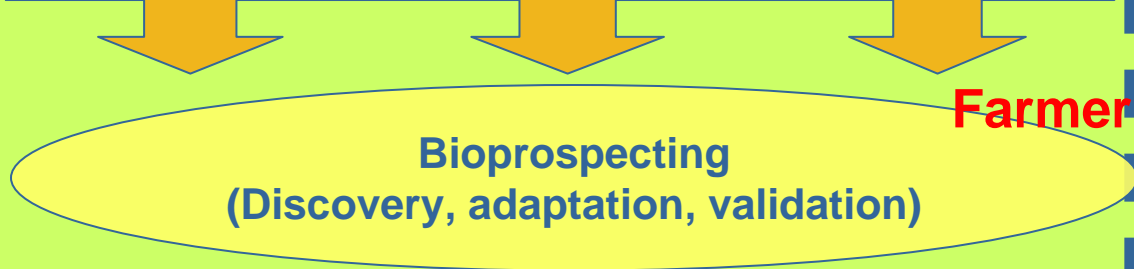 Farmer
Bioprospecting
(Discovery, adaptation, validation)